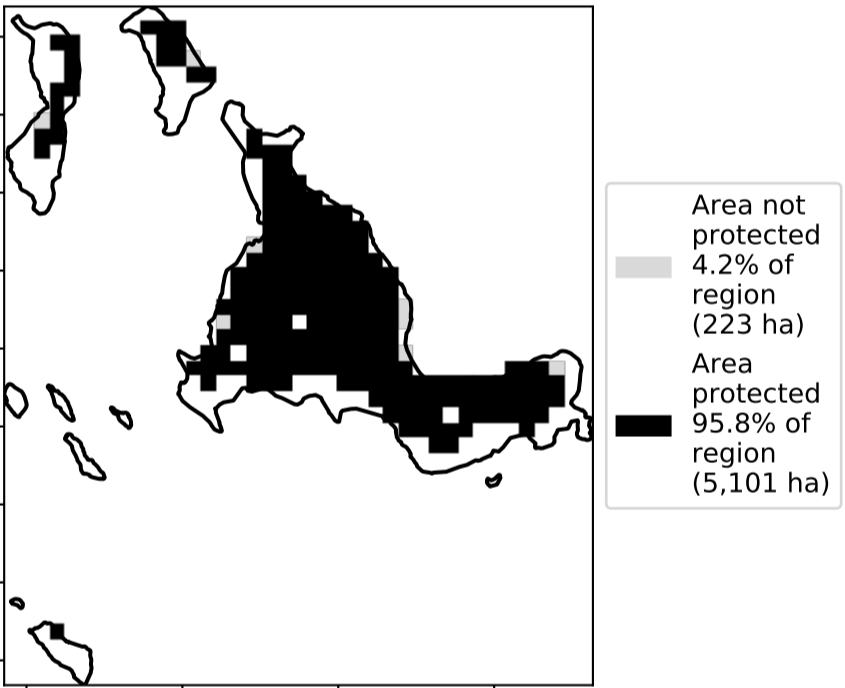 Area not
protected
4.2% of
region
(223 ha)
Area
protected
95.8% of
region
(5,101 ha)